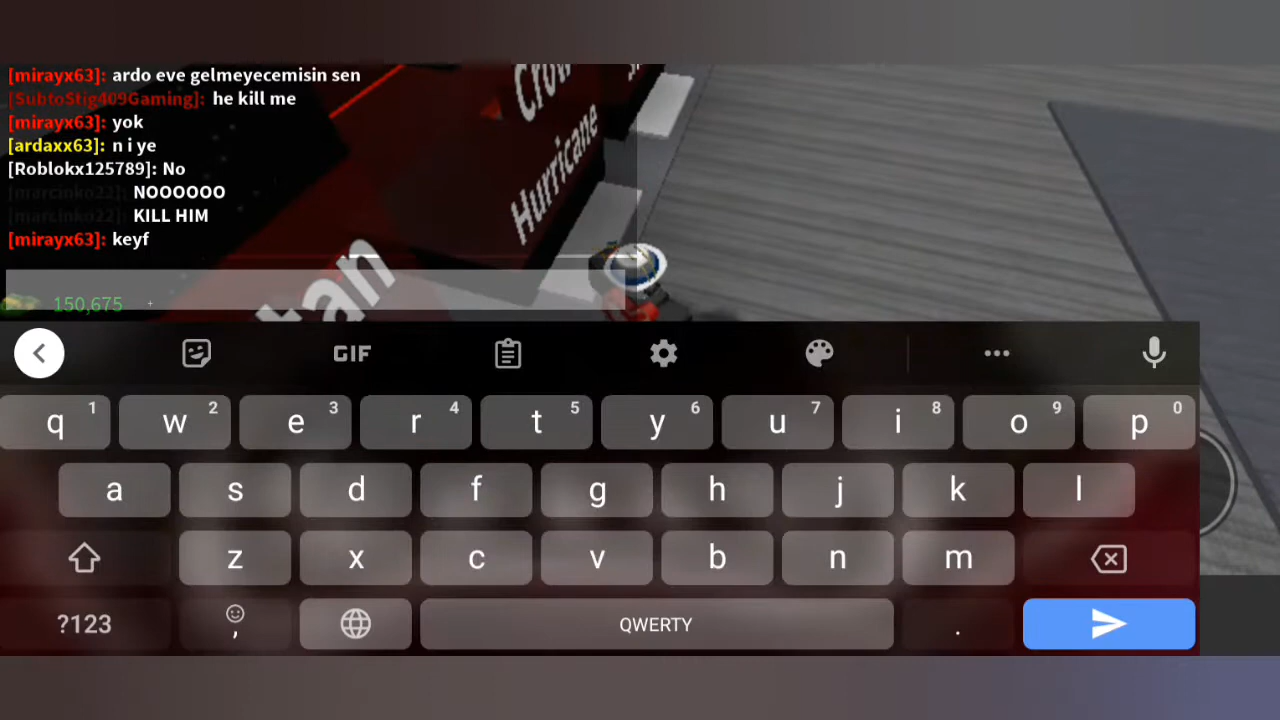 [mirayx63]: ardo eve gelmeyecemisin sen
[SubtoStig409Gaming]: he kill me
[mirayx63]: yok
[ardaxx63]: n i ye
[Roblokx125789]: No
[marcinko22]: NOOOOOO
[marcinko22]: KILL HIM
[mirayx63]: keyf
Crow
Hurricane
tan
150,675 +
GIF
q 1 w 2 e 3 r 4 t 5 y 6 u 7 i 8 o 9 p 0
a s d f g h j k l
z x c v b n m
?123 , QWERTY .